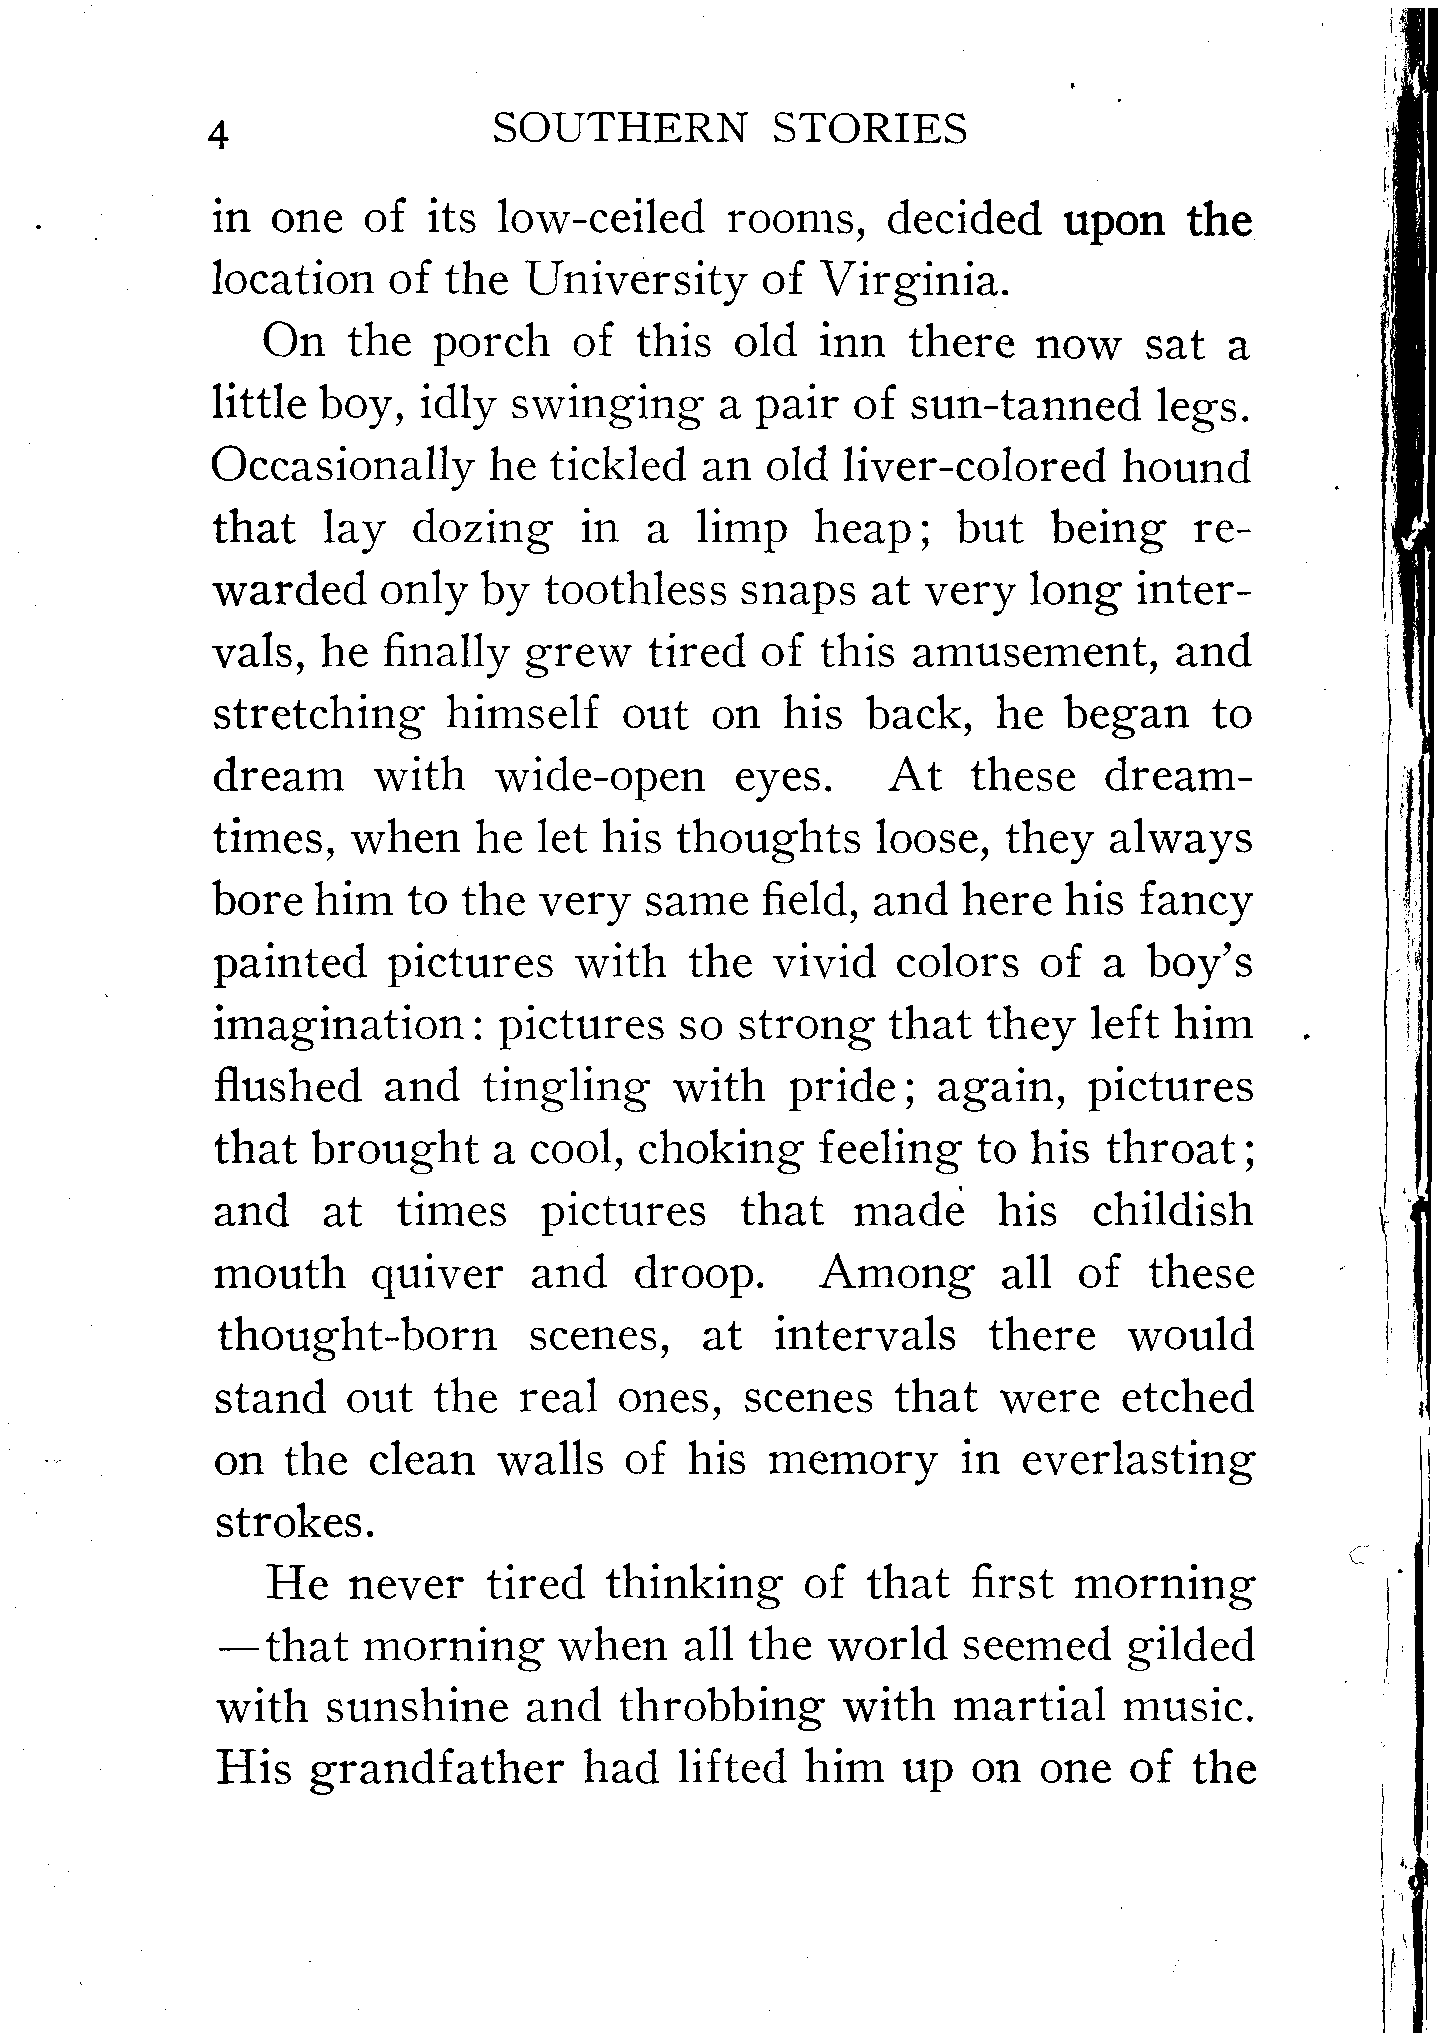 4 SOUTHERN STORIES
in one of its low-ceiled rooms, decided upon the
location of the University of Virginia.
On the porch of this old inn there now sat a
little boy, idly swinging a pair of sun-tanned legs.
Occasionally he tickled an old liver-colored hound
that lay dozing in a limp heap; but being re-
warded only by toothless snaps at very long inter-
vals, he finally grew tired of this amusement, and
stretching himself out on his back, he began to
dream with wide-open eyes. At these dream-
times, when he let his thoughts loose, they always
bore him to the very same field, and here his fancy
painted pictures with the vivid colors of a boy's
imagination: pictures so strong that they left him
flushed and tingling with pride; again, pictures
that brought a cool, choking feeling to his throat;
and at times pictures that made his childish
mouth quiver and droop. Among all of these
thought-born scenes, at intervals there would
stand out the real ones, scenes that were etched
on the clean walls of his memory in everlasting
strokes.
He never tired thinking of that first morning
—that morning when all the world seemed gilded
with sunshine and throbbing with martial music.
His grandfather had lifted him up on one of the